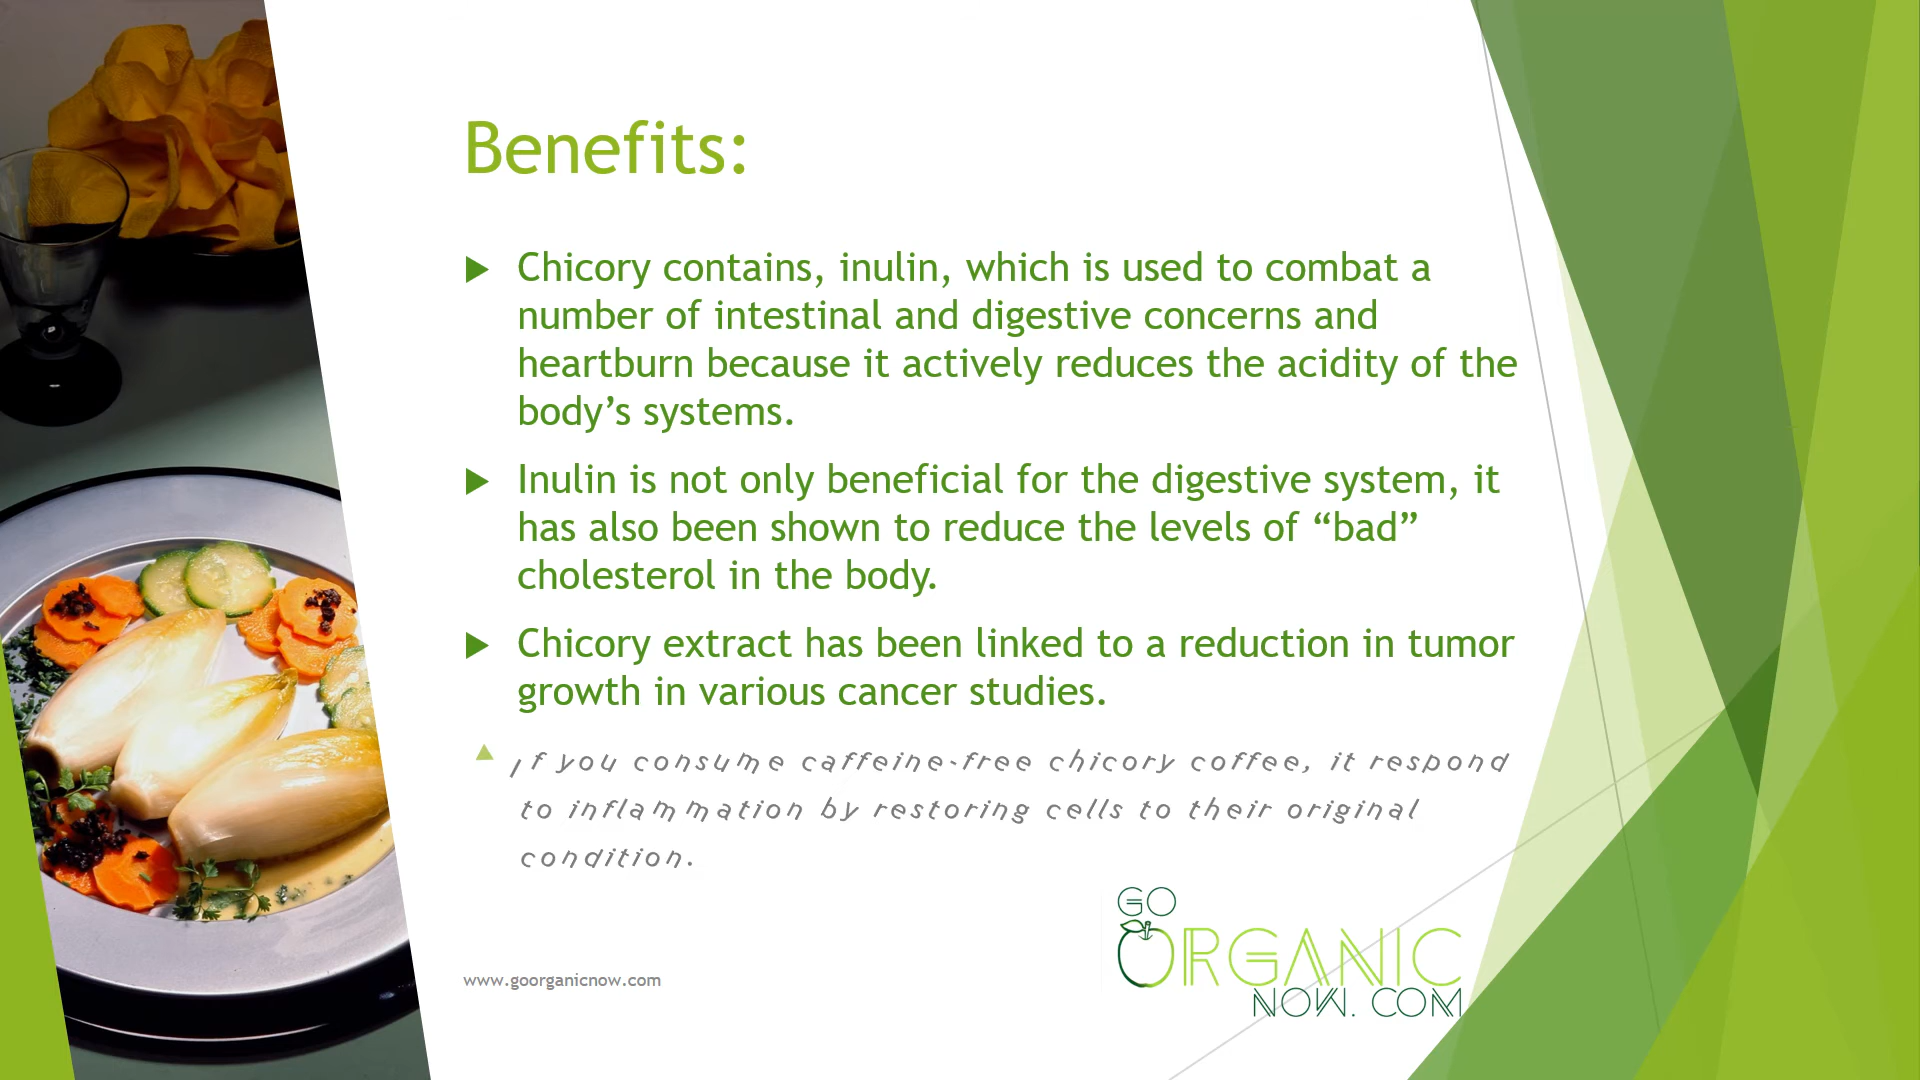 Benefits:
Chicory contains, inulin, which is used to combat a
number of intestinal and digestive concerns and
heartburn because it actively reduces the acidity of the
body’s systems.
Inulin is not only beneficial for the digestive system, it
has also been shown to reduce the levels of “bad”
cholesterol in the body.
Chicory extract has been linked to a reduction in tumor
growth in various cancer studies.
If you consume caffeine-free chicory coffee, it respond
to inflammation by restoring cells to their original
condition.
GO
ORGANIC
NOW. COM
www.goorganicnow.com